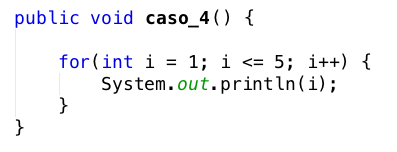 public void caso_4() {
for(int i = 1; i <= 5; i++) {
System.out.println(i);
}
}